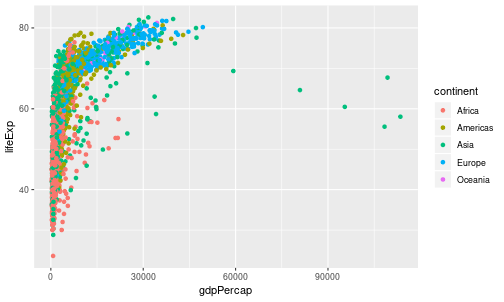 80
60
40
lifeExp
0
30000
60000
90000
gdpPercap
continent
Africa
Americas
Asia
Europe
Oceania